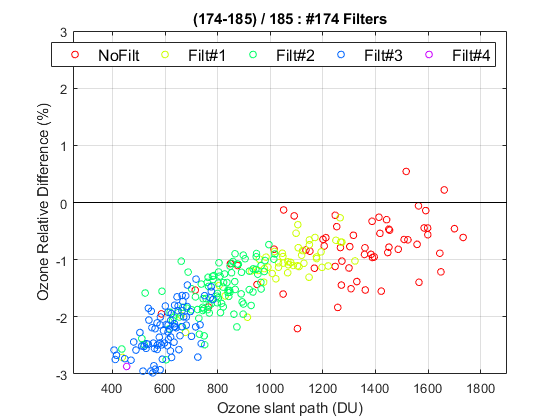 (174-185) / 185 : #174 Filters
NoFilt Filt#1 Filt#2 Filt#3 Filt#4
Ozone Relative Difference (%)
3
2
1
0
-1
-2
-3
400 600 800 1000 1200 1400 1600 1800
Ozone slant path (DU)